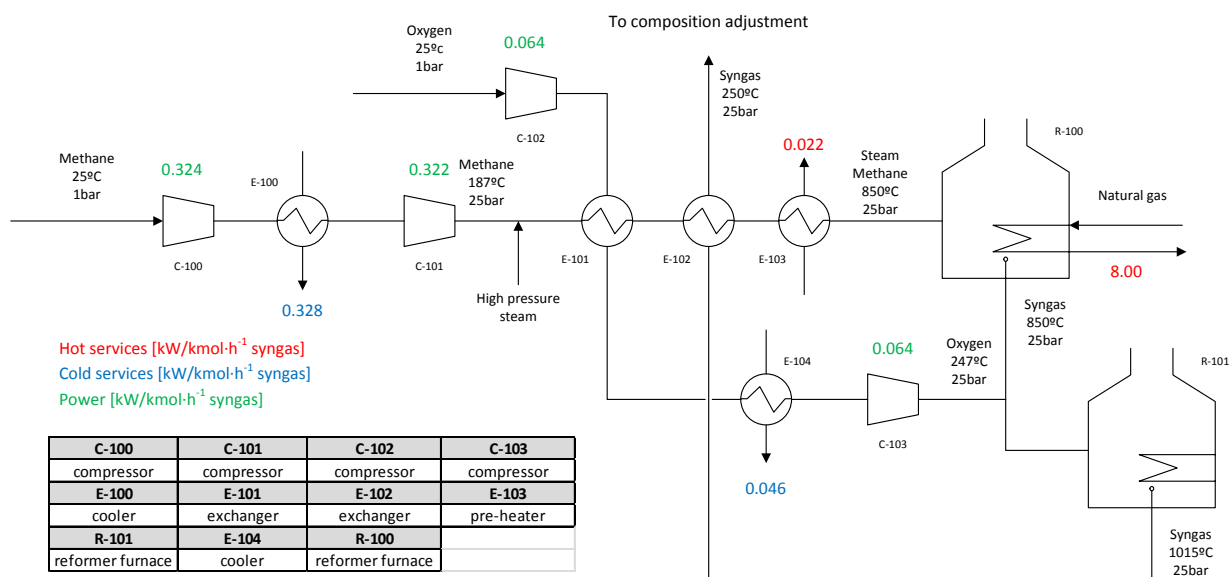 To composition adjustment
Oxygen
25ºc
1bar
0.064
C-102
Syngas
250ºC
25bar
R-100
Methane
25ºC
1bar
0.324
C-100
E-100
0.328
0.322
C-101
Methane
187ºC
25bar
High pressure
steam
E-101
E-102
0.022
E-103
Steam
Methane
850ºC
25bar
Natural gas
8.00
Syngas
850ºC
25bar
E-104
0.046
0.064
C-103
Oxygen
247ºC
25bar
R-101
Syngas
1015ºC
25bar
Hot services [kW/kmol·h-1 syngas]
Cold services [kW/kmol·h-1 syngas]
Power [kW/kmol·h-1 syngas]
C-100 C-101 C-102 C-103
compressor compressor compressor compressor
E-100 E-101 E-102 E-103
cooler exchanger exchanger pre-heater
R-101 E-104 R-100
reformer furnace cooler reformer furnace